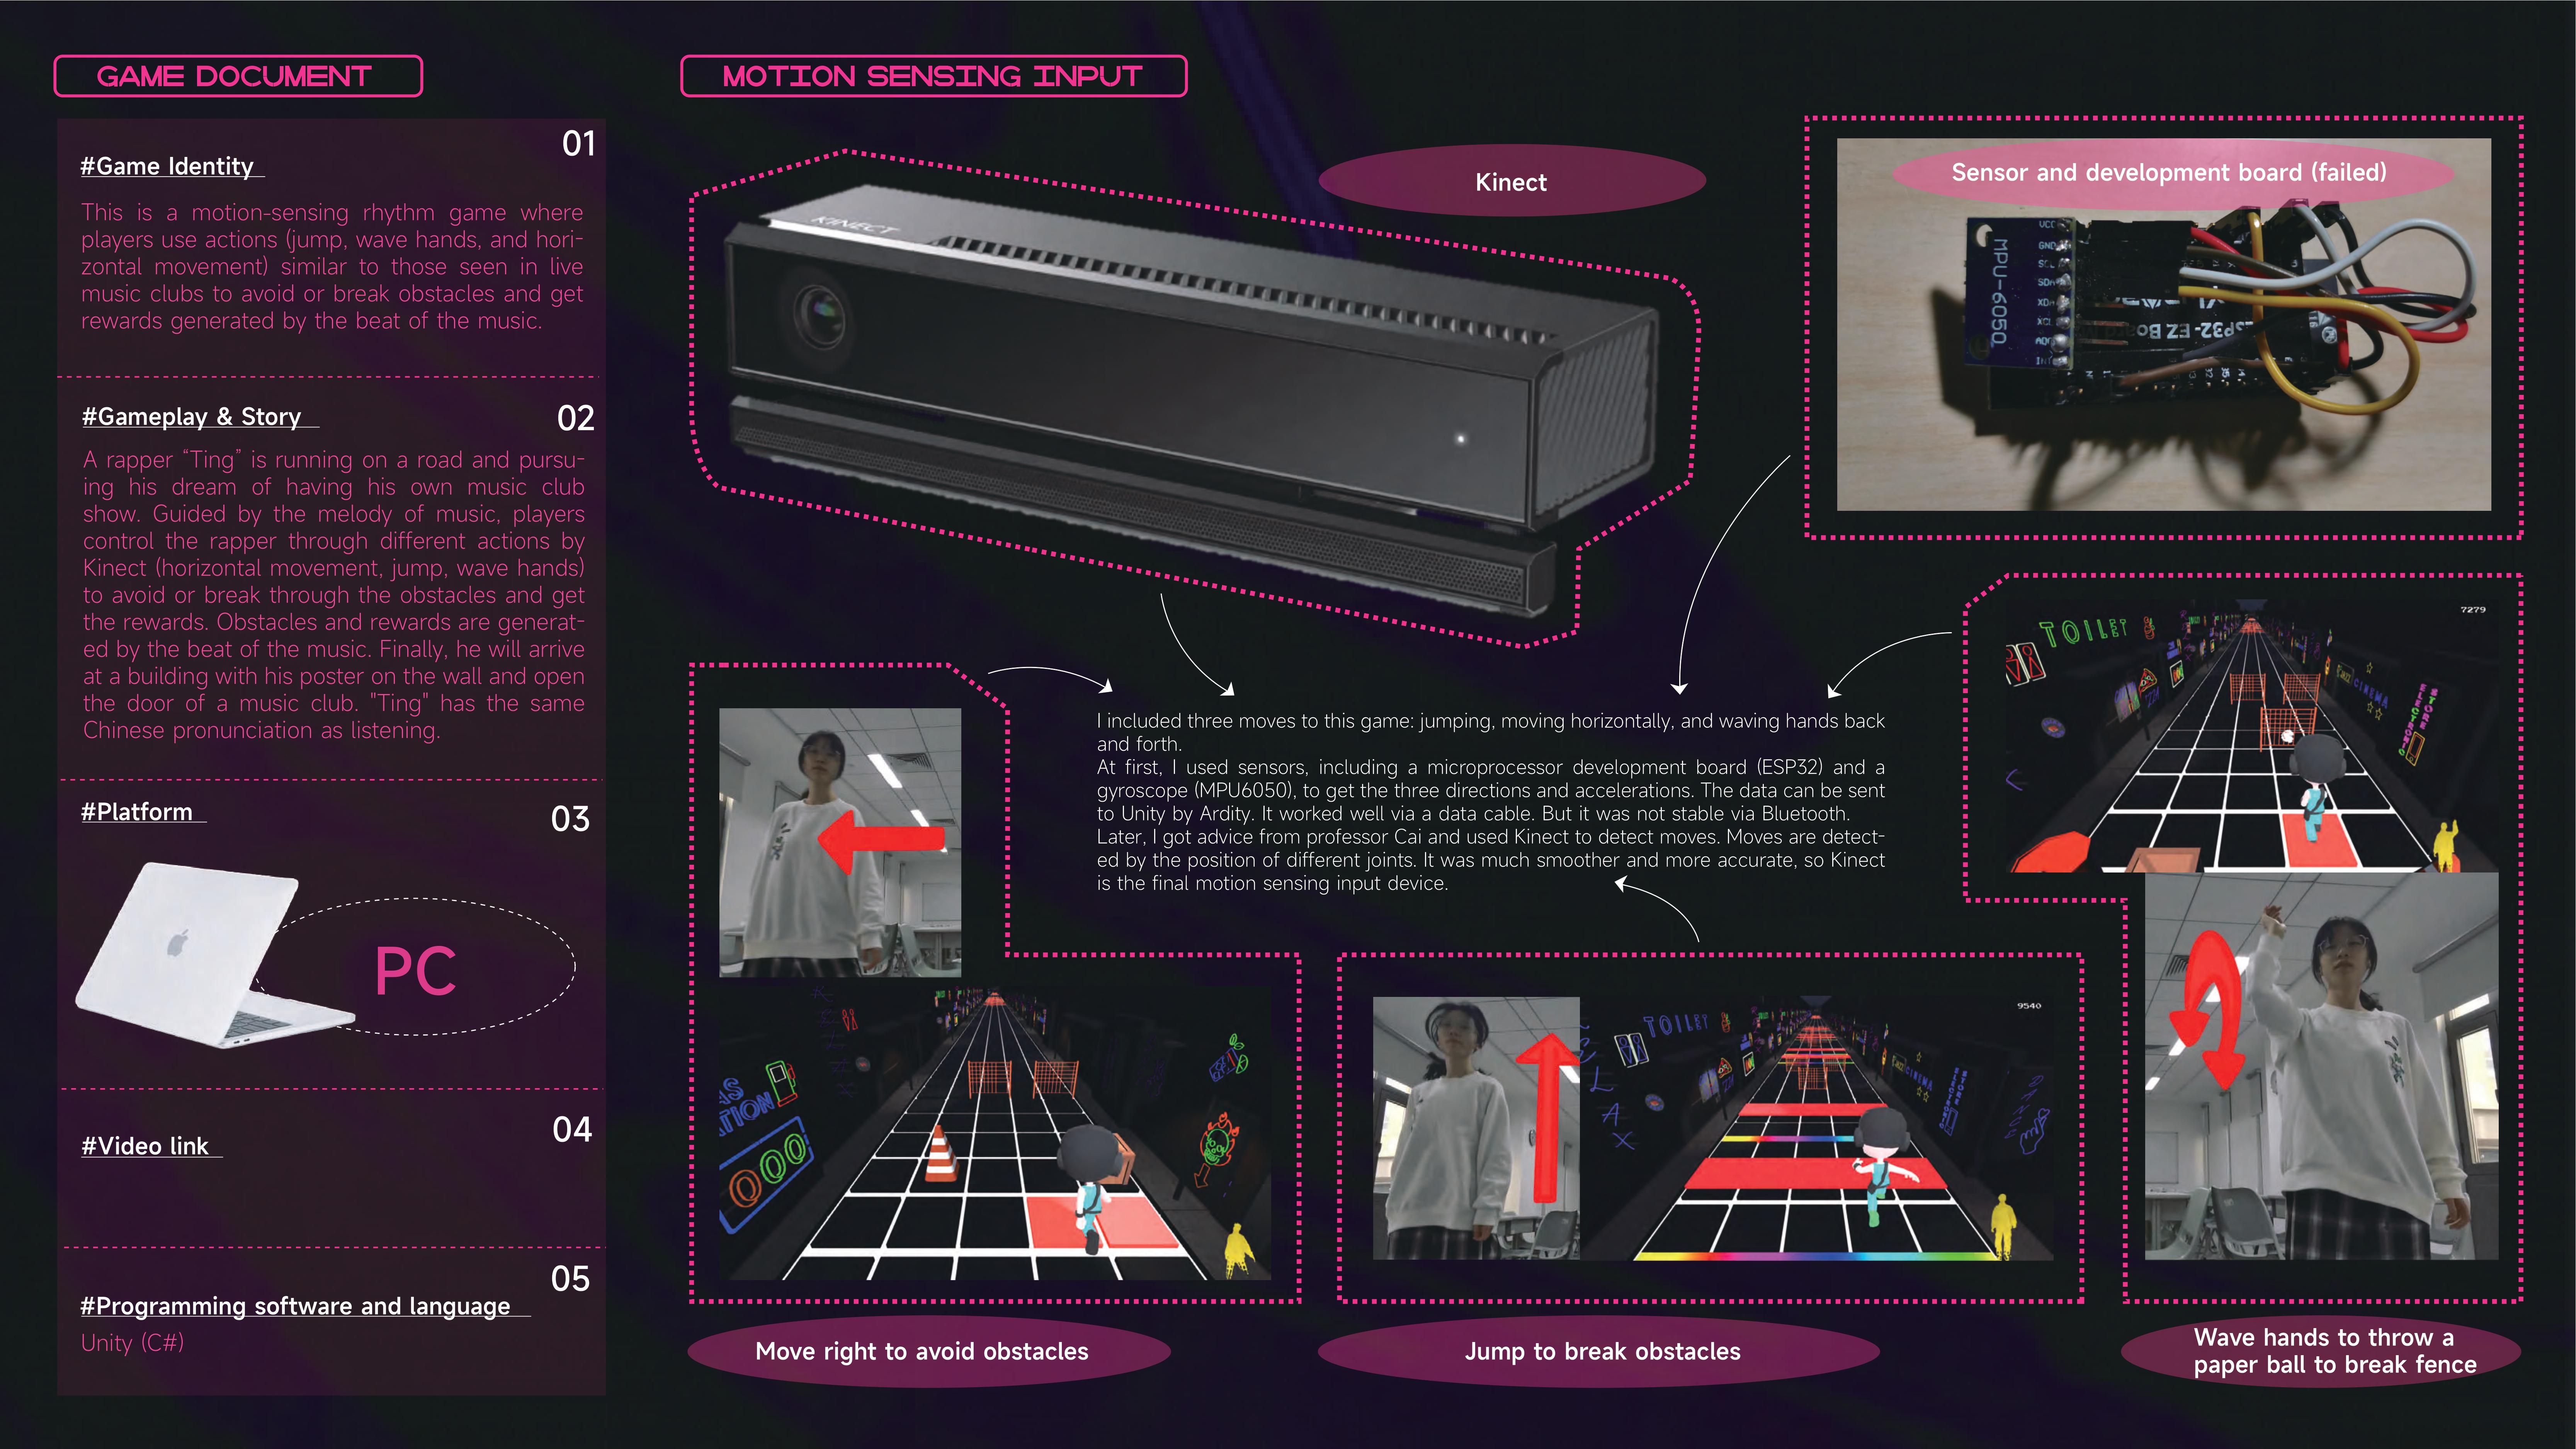 GAME DOCUMENT
01
#Game Identity
This is a motion-sensing rhythm game where
players use actions (jump, wave hands, and hori-
zontal movement) similar to those seen in live
music clubs to avoid or break obstacles and get
rewards generated by the beat of the music.
02
#Gameplay & Story
A rapper “Ting” is running on a road and pursu-
ing his dream of having his own music club
show. Guided by the melody of music, players
control the rapper through different actions by
Kinect (horizontal movement, jump, wave hands)
to avoid or break through the obstacles and get
the rewards. Obstacles and rewards are generat-
ed by the beat of the music. Finally, he will arrive
at a building with his poster on the wall and open
the door of a music club. "Ting" has the same
Chinese pronunciation as listening.
#Platform
03
PC
04
#Video link
05
#Programming software and language
Unity (C#)
MOTION SENSING INPUT
Kinect
KINECT
Sensor and development board (failed)
VCC
GND
MPU-6050
ESP32-EZ Board
I included three moves to this game: jumping, moving horizontally, and waving hands back
and forth.
At first, I used sensors, including a microprocessor development board (ESP32) and a
gyroscope (MPU6050), to get the three directions and accelerations. The data can be sent
to Unity by Ardity. It worked well via a data cable. But it was not stable via Bluetooth.
Later, I got advice from professor Cai and used Kinect to detect moves. Moves are detect-
ed by the position of different joints. It was much smoother and more accurate, so Kinect
is the final motion sensing input device.
7279
TOILET
CINEMA
9540
TOILET
CINEMA
Move right to avoid obstacles
Jump to break obstacles
Wave hands to throw a
paper ball to break fence